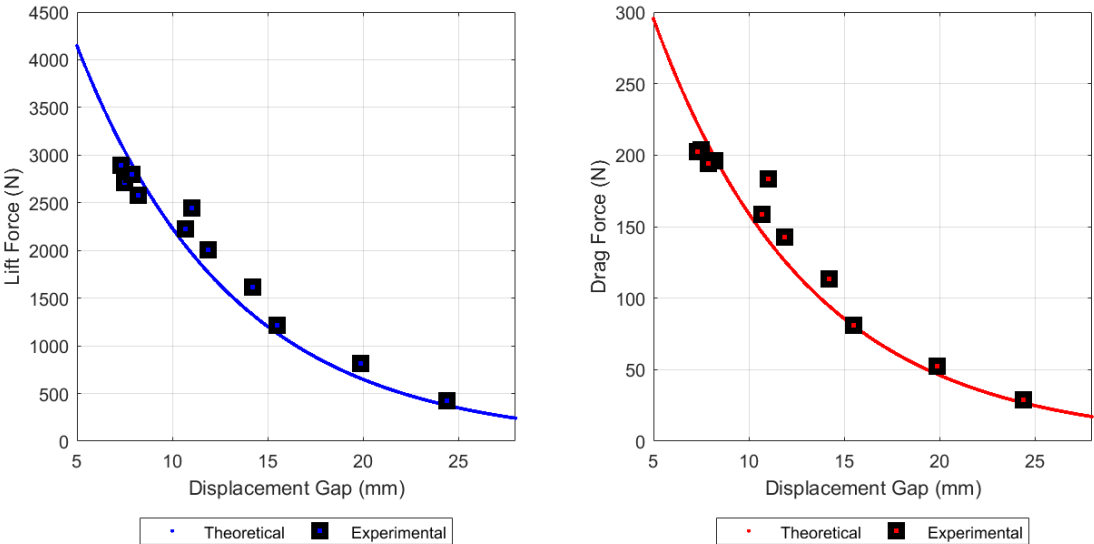 4500
4000
3500
3000
2500
2000
1500
1000
500
0
Lift Force (N)
5 10 15 20 25
Displacement Gap (mm)
Theoretical Experimental
300
250
200
150
100
50
0
Drag Force (N)
5 10 15 20 25
Displacement Gap (mm)
Theoretical Experimental